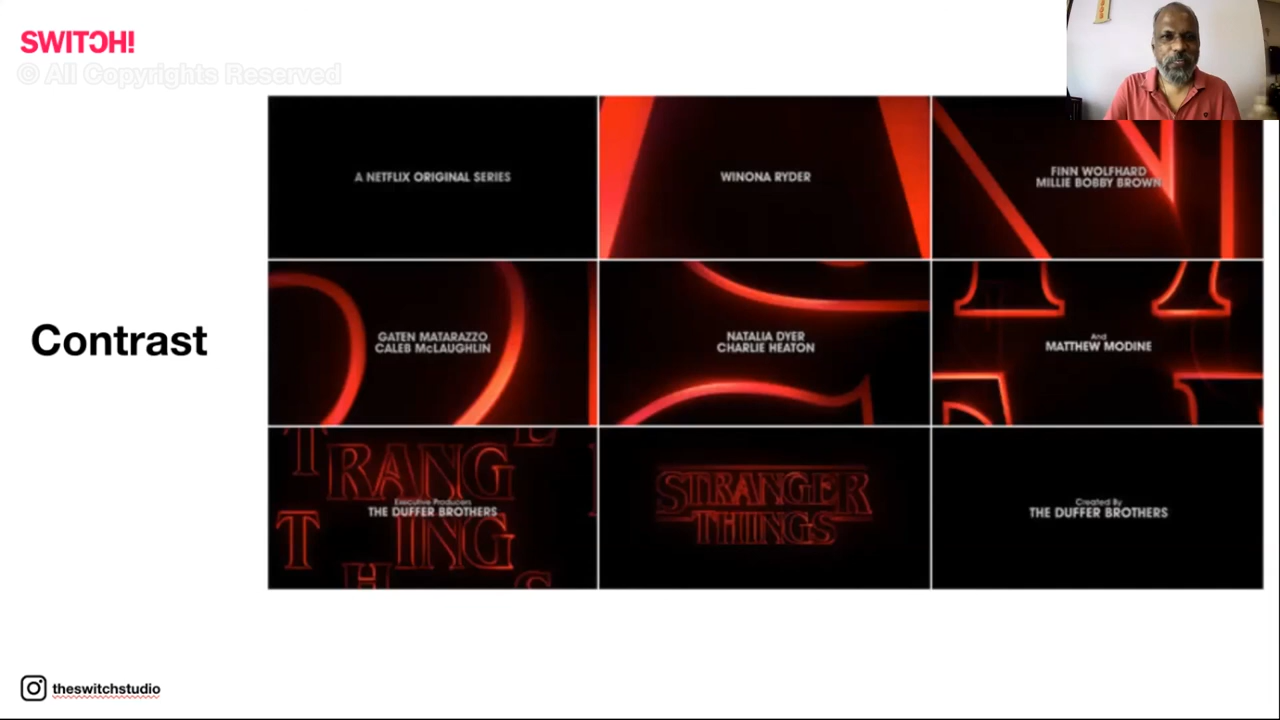 SWITCH!
© All Copyrights Reserved
A NETFLIX ORIGINAL SERIES
WINONA RYDER
FINN WOLFHARD
MILLIE BOBBY BROWN
Contrast
GATEN MATARAZZO
CALEB McLAUGHLIN
NATALIA DYER
CHARLIE HEATON
And
MATTHEW MODINE
T RANG E
Executive Producers
THE DUFFER BROTHERS
T ING
H S
STRANGER
THINGS
Created By
THE DUFFER BROTHERS
theswitchstudio